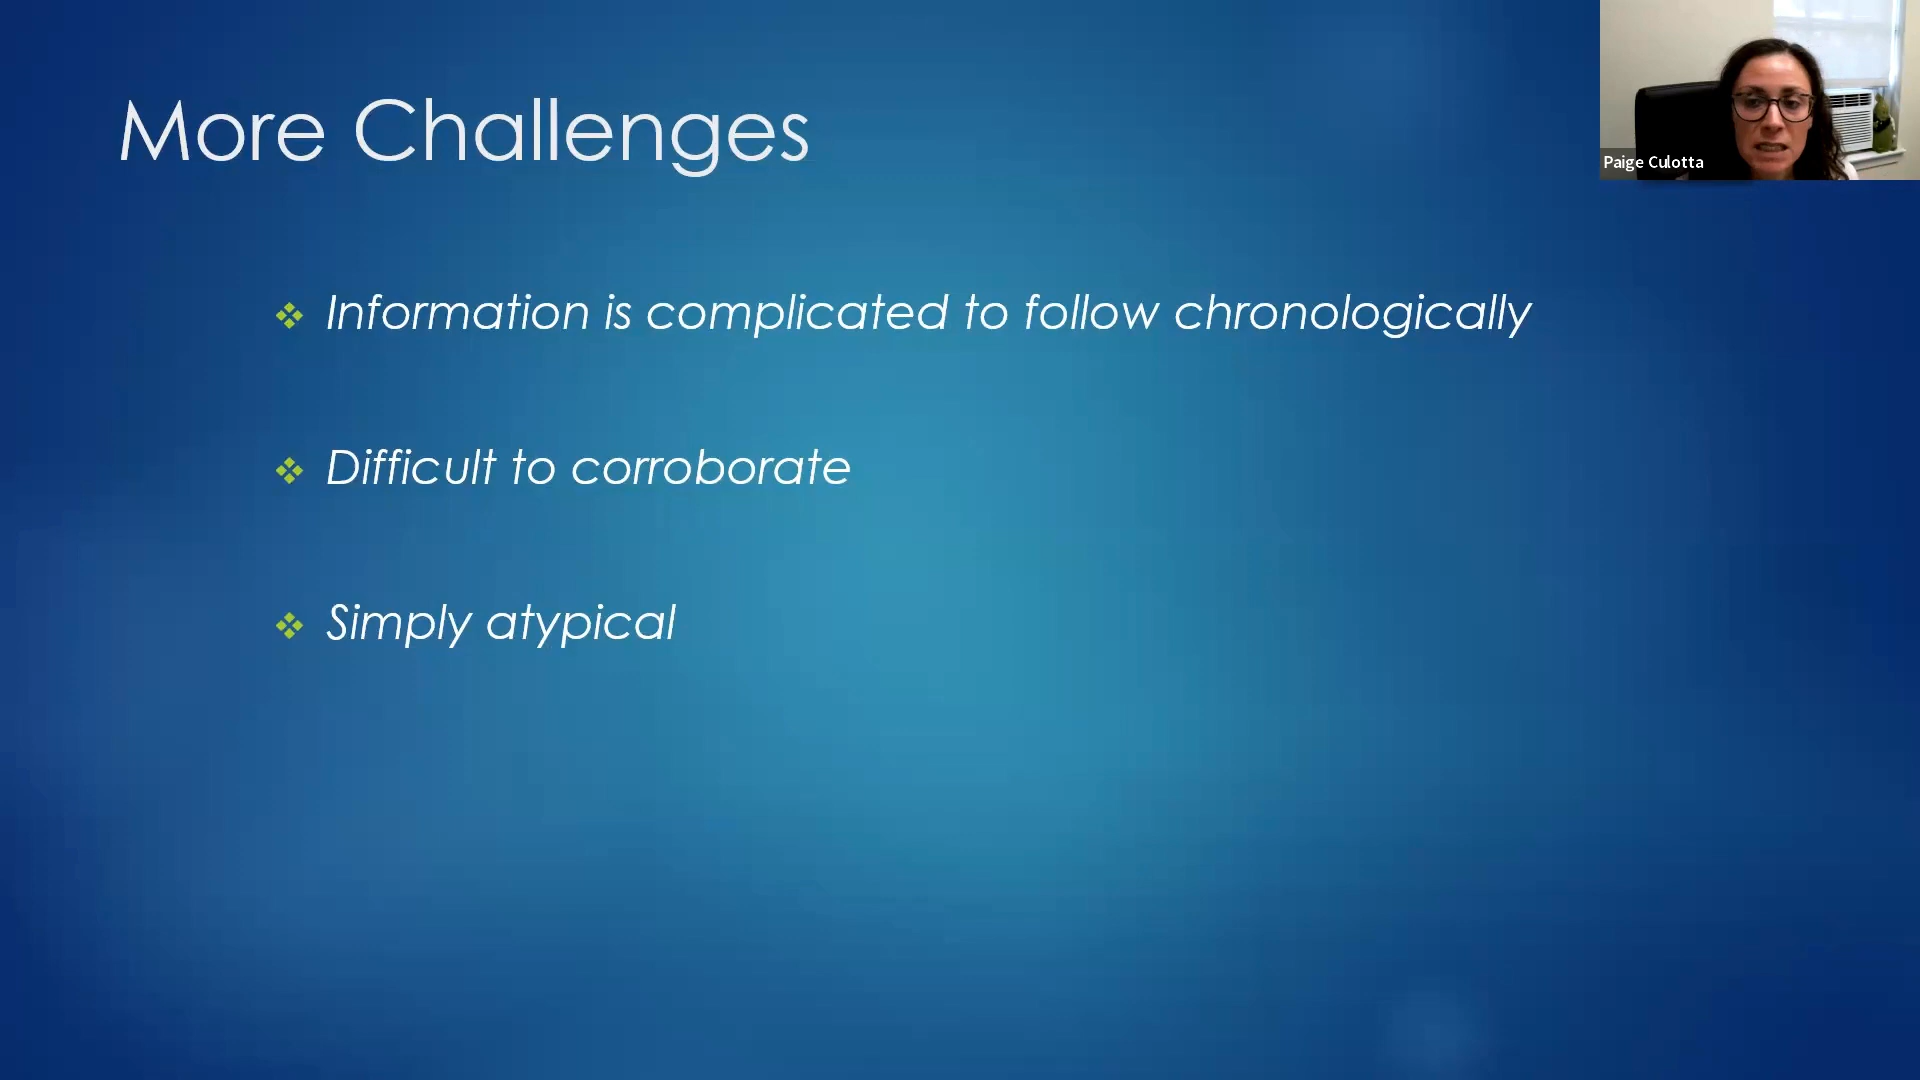 More Challenges
Paige Culotta
Information is complicated to follow chronologically
Difficult to corroborate
Simply atypical